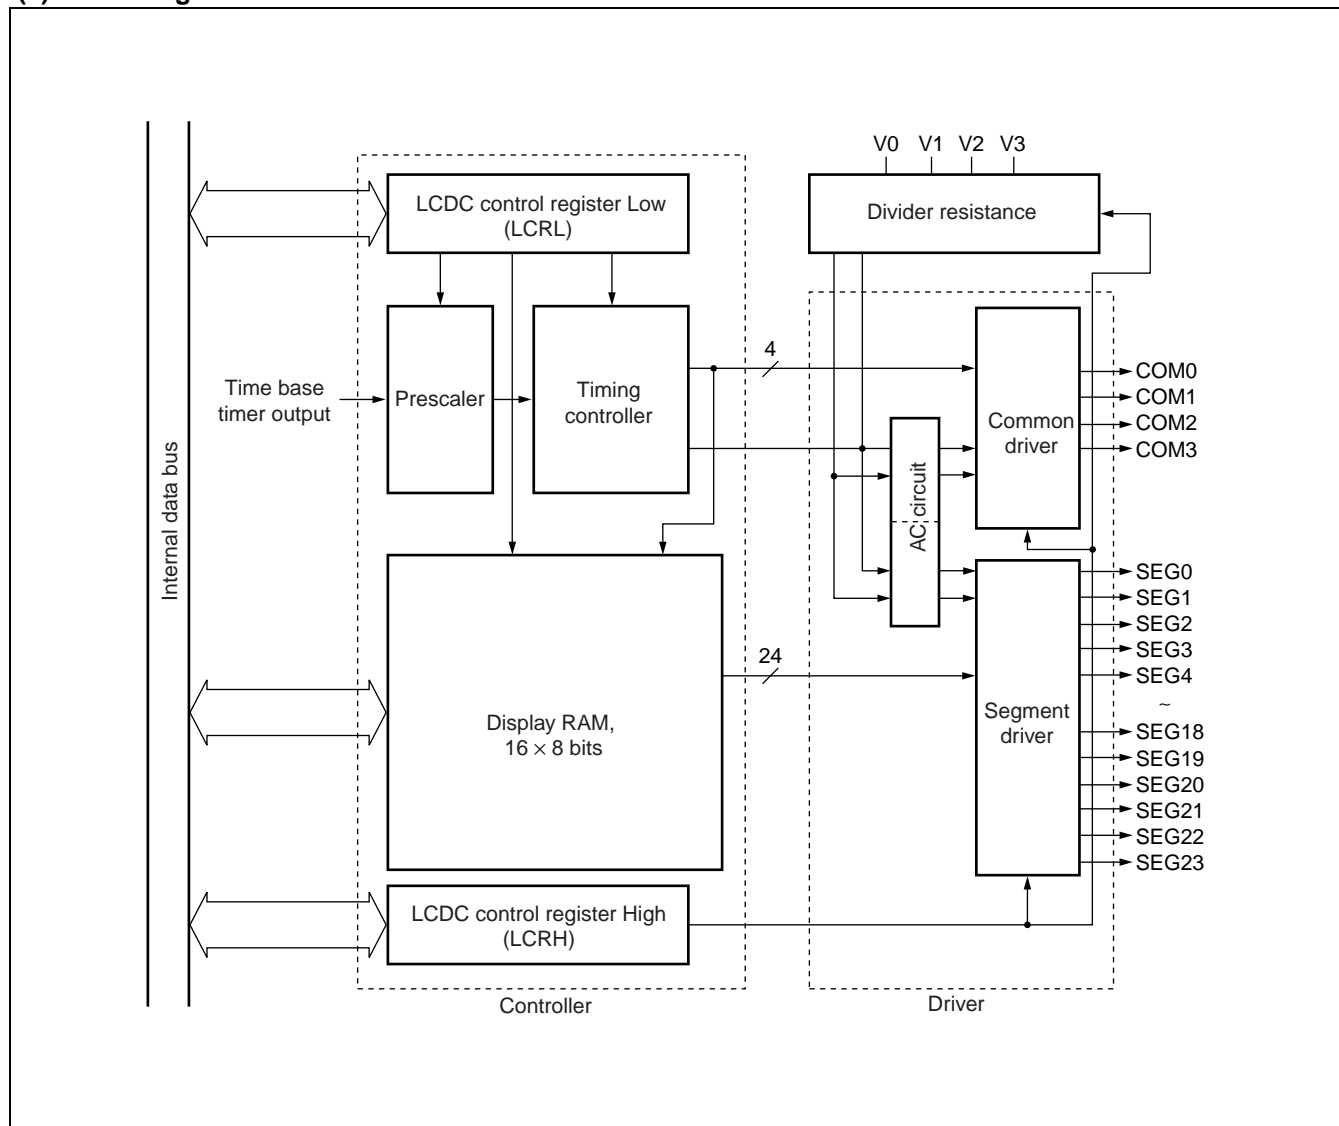 V0 V1 V2 V3
LCDC control register Low
(LCRL)
Divider resistance
4
Time base
timer output
Prescaler
Timing
controller
Common
driver
COM0
COM1
COM2
COM3
AC circuit
Internal data bus
SEG0
SEG1
SEG2
SEG3
SEG4
~
SEG18
SEG19
SEG20
SEG21
SEG22
SEG23
24
Display RAM,
16 × 8 bits
Segment
driver
LCDC control register High
(LCRH)
Controller
Driver